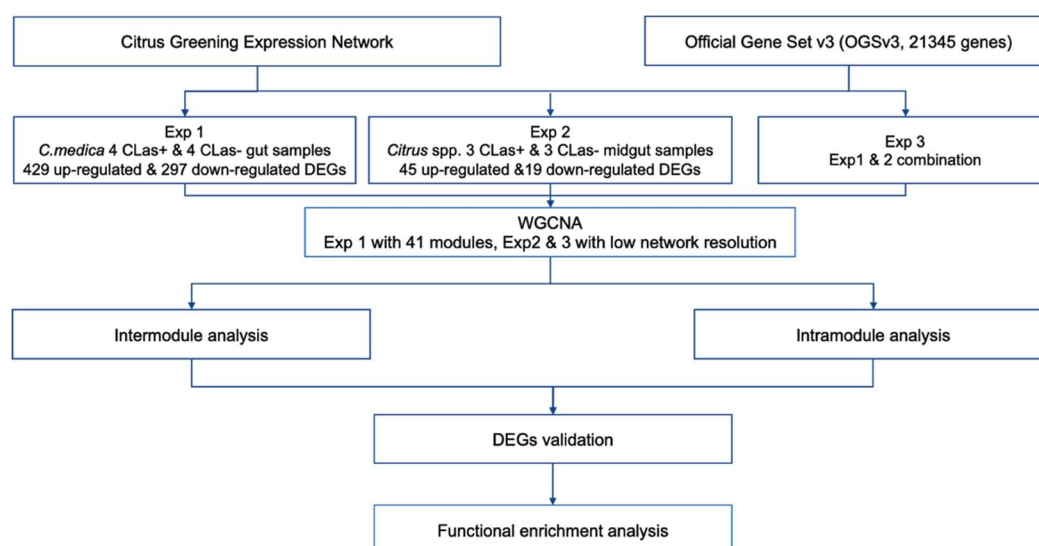 Citrus Greening Expression Network
Official Gene Set v3 (OGSv3, 21345 genes)
Exp 1
C.medica 4 CLas+ & 4 CLas- gut samples
429 up-regulated & 297 down-regulated DEGs
Exp 2
Citrus spp. 3 CLas+ & 3 CLas- midgut samples
45 up-regulated &19 down-regulated DEGs
Exp 3
Exp1 & 2 combination
WGCNA
Exp 1 with 41 modules, Exp2 & 3 with low network resolution
Intermodule analysis
Intramodule analysis
DEGs validation
Functional enrichment analysis